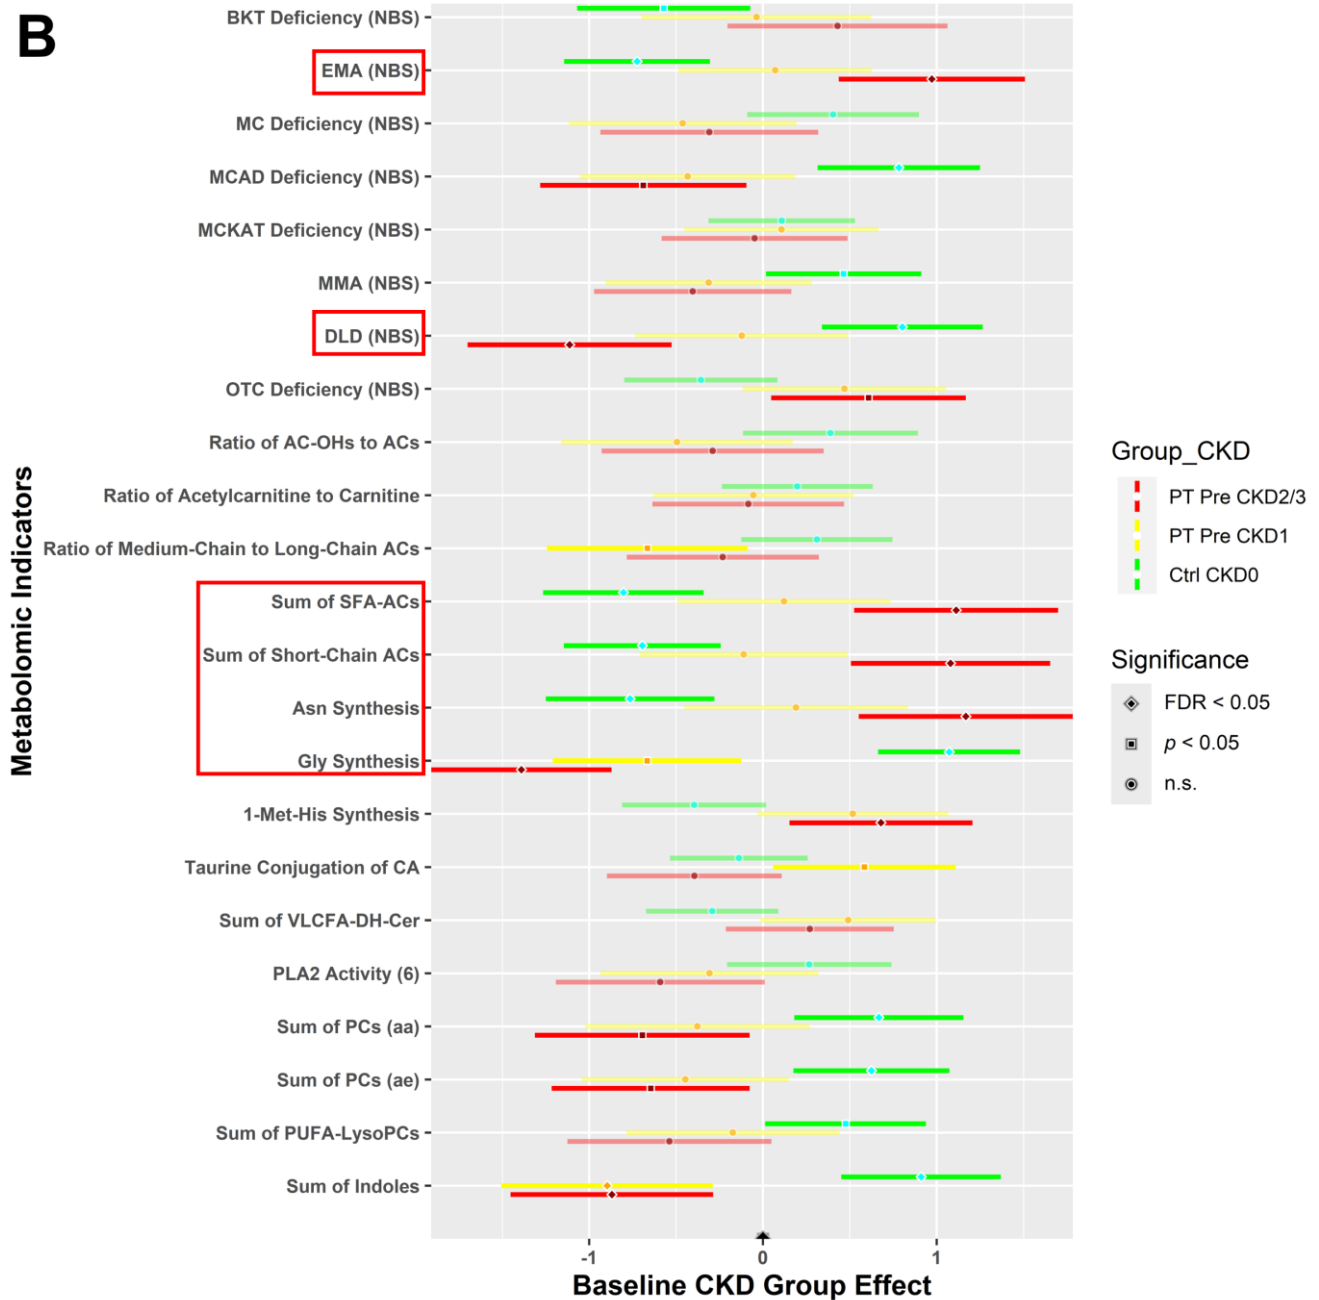 B
BKT Deficiency (NBS)
EMA (NBS)
MC Deficiency (NBS)
MCAD Deficiency (NBS)
MCKAT Deficiency (NBS)
MMA (NBS)
DLD (NBS)
OTC Deficiency (NBS)
Ratio of AC-OHs to ACs
Ratio of Acetylcarnitine to Carnitine
Ratio of Medium-Chain to Long-Chain ACs
Sum of SFA-ACs
Sum of Short-Chain ACs
Asn Synthesis
Gly Synthesis
1-Met-His Synthesis
Taurine Conjugation of CA
Sum of VLCFA-DH-Cer
PLA2 Activity (6)
Sum of PCs (aa)
Sum of PCs (ae)
Sum of PUFA-LysoPCs
Sum of Indoles
Metabolomic Indicators
-1 0 1
Baseline CKD Group Effect
Group_CKD
PT Pre CKD2/3
PT Pre CKD1
Ctrl CKD0
Significance
FDR < 0.05
p < 0.05
n.s.